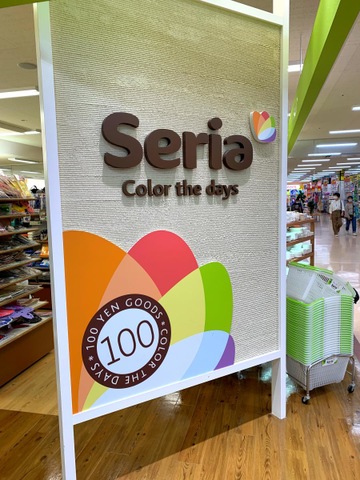 Seria
Color the days
100 YEN GOODS * COLOR THE DAYS *
100